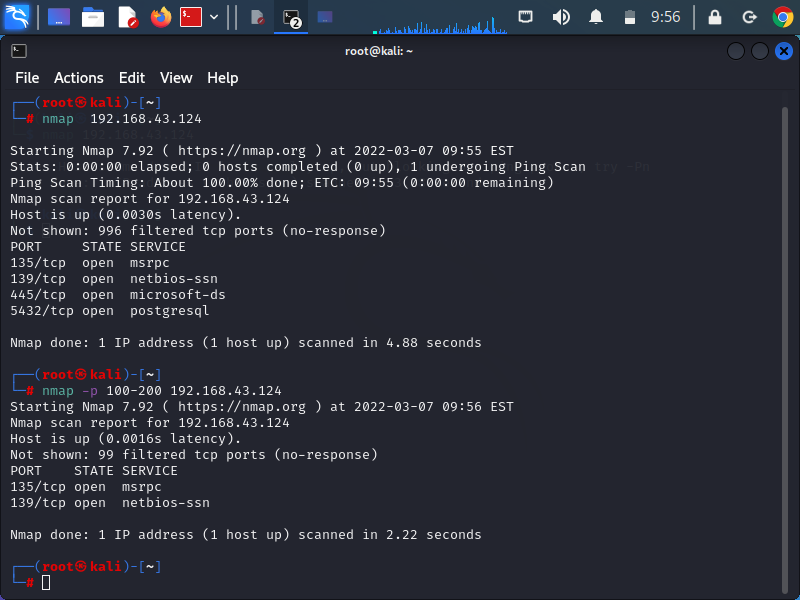 9:56
root@kali: ~
File Actions Edit View Help
┌──(root㉿kali)-[~]
└─# nmap  192.168.43.124
Starting Nmap 7.92 ( https://nmap.org ) at 2022-03-07 09:55 EST
Stats: 0:00:00 elapsed; 0 hosts completed (0 up), 1 undergoing Ping Scan
Ping Scan Timing: About 100.00% done; ETC: 09:55 (0:00:00 remaining)
Nmap scan report for 192.168.43.124
Host is up (0.0030s latency).
Not shown: 996 filtered tcp ports (no-response)
PORT     STATE SERVICE
135/tcp  open  msrpc
139/tcp  open  netbios-ssn
445/tcp  open  microsoft-ds
5432/tcp open  postgresql
Nmap done: 1 IP address (1 host up) scanned in 4.88 seconds
┌──(root㉿kali)-[~]
└─# nmap -p 100-200 192.168.43.124
Starting Nmap 7.92 ( https://nmap.org ) at 2022-03-07 09:56 EST
Nmap scan report for 192.168.43.124
Host is up (0.0016s latency).
Not shown: 99 filtered tcp ports (no-response)
PORT    STATE SERVICE
135/tcp open  msrpc
139/tcp open  netbios-ssn
Nmap done: 1 IP address (1 host up) scanned in 2.22 seconds
┌──(root㉿kali)-[~]
└─#